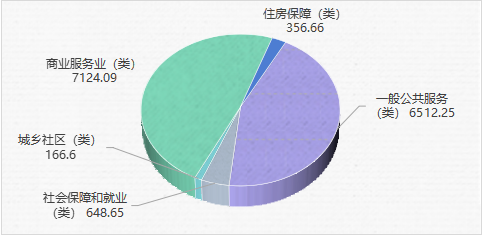 住房保障（类）
356.66
商业服务业（类）
7124.09
一般公共服务
（类） 6512.25
城乡社区（类）
166.6
社会保障和就业
（类） 648.65